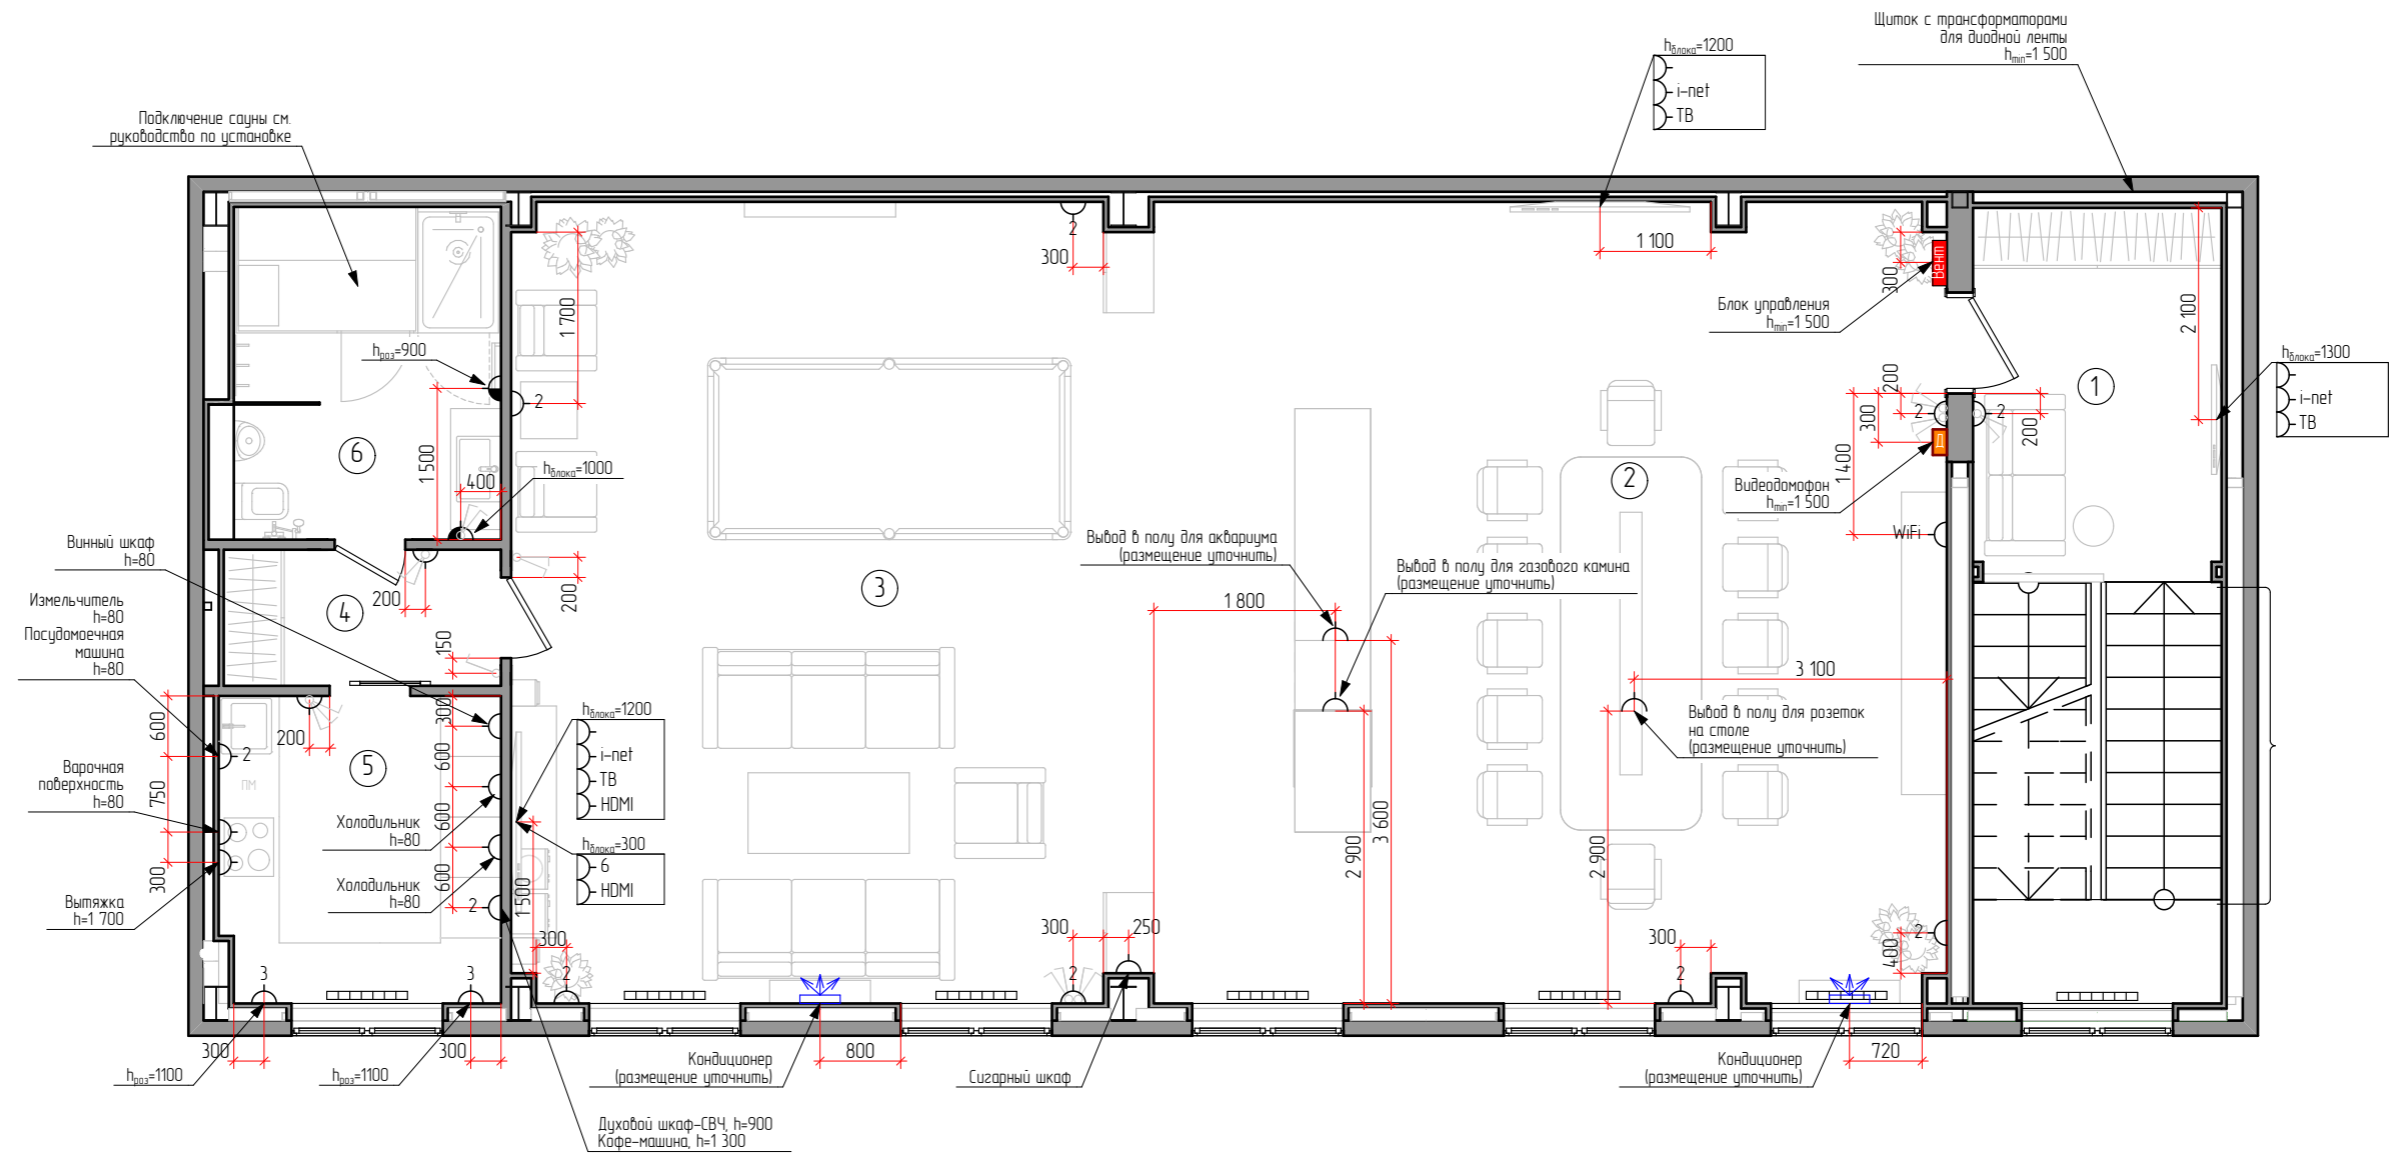 Щиток с трансформаторами
для диодной ленты
hmin=1 500
hблока=1200
i-net
ТВ
Подключение сауны см.
руководство по установке
2
300
1 100
Вент
300
Блок управления
hmin=1 500
2 100
1 700
hроз=900
2
hблока=1300
i-net
ТВ
200
1
2
2
200
300
1 400
Д
Видеодомофон
hmin=1 500
WiFi
6
1 500
400
hблока=1000
2
Винный шкаф
h=80
Измельчитель
h=80
Посудомоечная
машина
h=80
200
4
150
200
3
Вывод в полу для аквариума
(размещение уточнить)
Вывод в полу для газового камина
(размещение уточнить)
1 800
3 100
Вывод в полу для розеток
на столе
(размещение уточнить)
600
2
200
300
600
5
ПМ
Варочная
поверхность
h=80
750
Холодильник
h=80
600
300
Холодильник
h=80
600
2
Вытяжка
h=1 700
hблока=1200
i-net
ТВ
HDMI
hблока=300
6
HDMI
1 500
2 900
3 600
2 900
300
2
300
250
2
300
2
2
400
3
3
300
hроз=1100
300
hроз=1100
Кондиционер
(размещение уточнить)
800
Сигарный шкаф
Кондиционер
(размещение уточнить)
720
Духовой шкаф-СВЧ, h=900
Кофе-машина, h=1 300